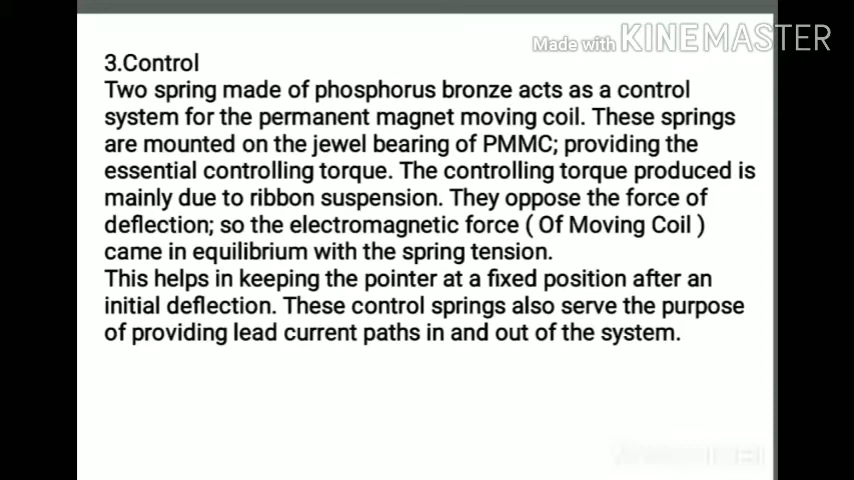 Made with KINEMASTER
3.Control
Two spring made of phosphorus bronze acts as a control
system for the permanent magnet moving coil. These springs
are mounted on the jewel bearing of PMMC; providing the
essential controlling torque. The controlling torque produced is
mainly due to ribbon suspension. They oppose the force of
deflection; so the electromagnetic force ( Of Moving Coil )
came in equilibrium with the spring tension.
This helps in keeping the pointer at a fixed position after an
initial deflection. These control springs also serve the purpose
of providing lead current paths in and out of the system.